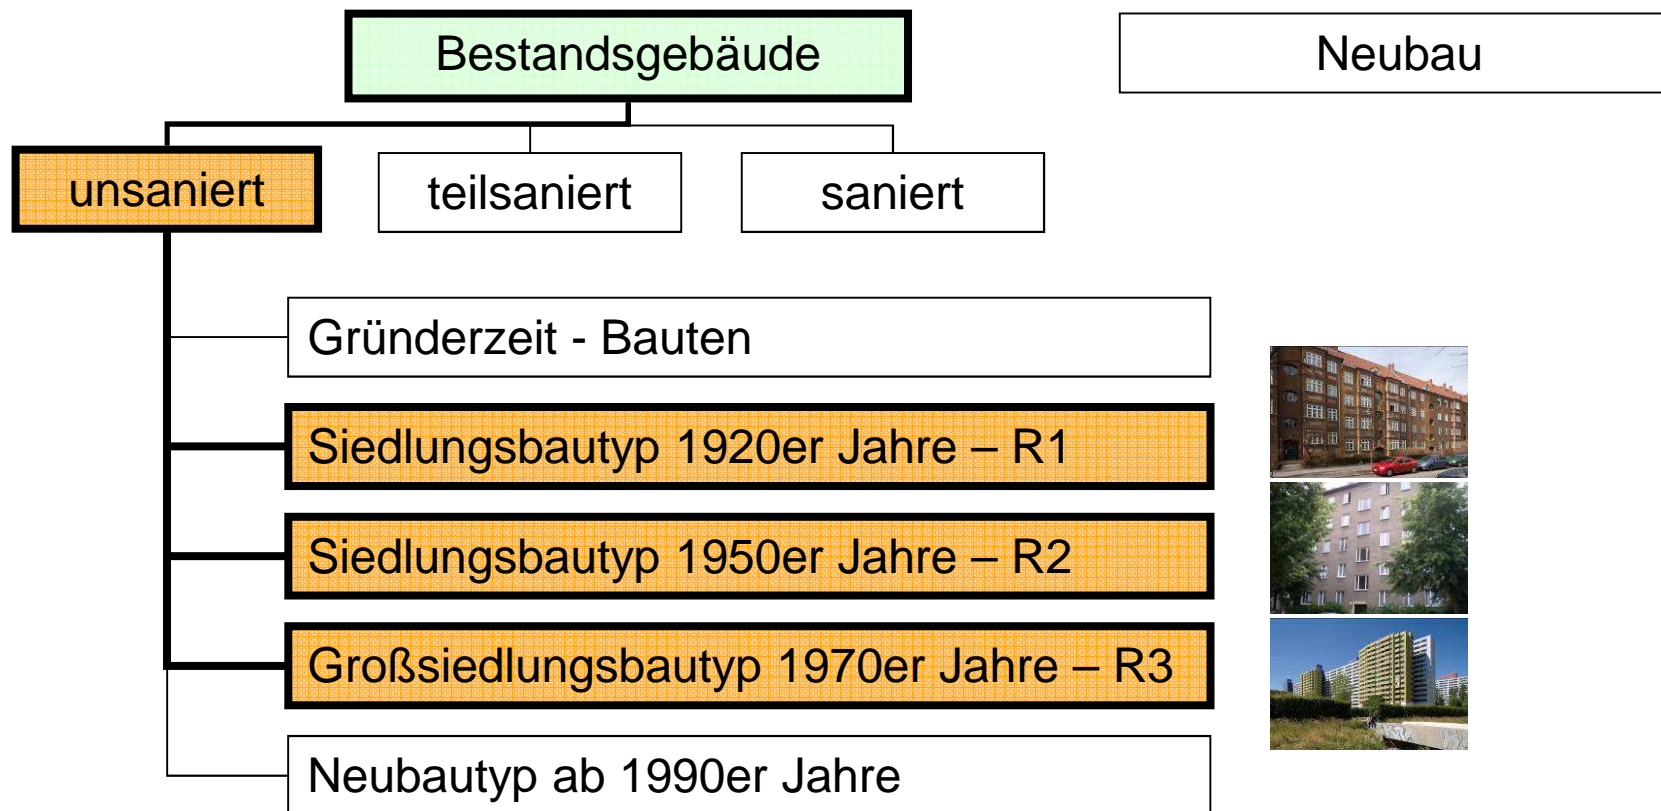 Bestandsgebäude
Neubau
unsaniert
teilsaniert
saniert
Gründerzeit - Bauten
Siedlungsbautyp 1920er Jahre – R1
Siedlungsbautyp 1950er Jahre – R2
Großsiedlungsbautyp 1970er Jahre – R3
Neubautyp ab 1990er Jahre